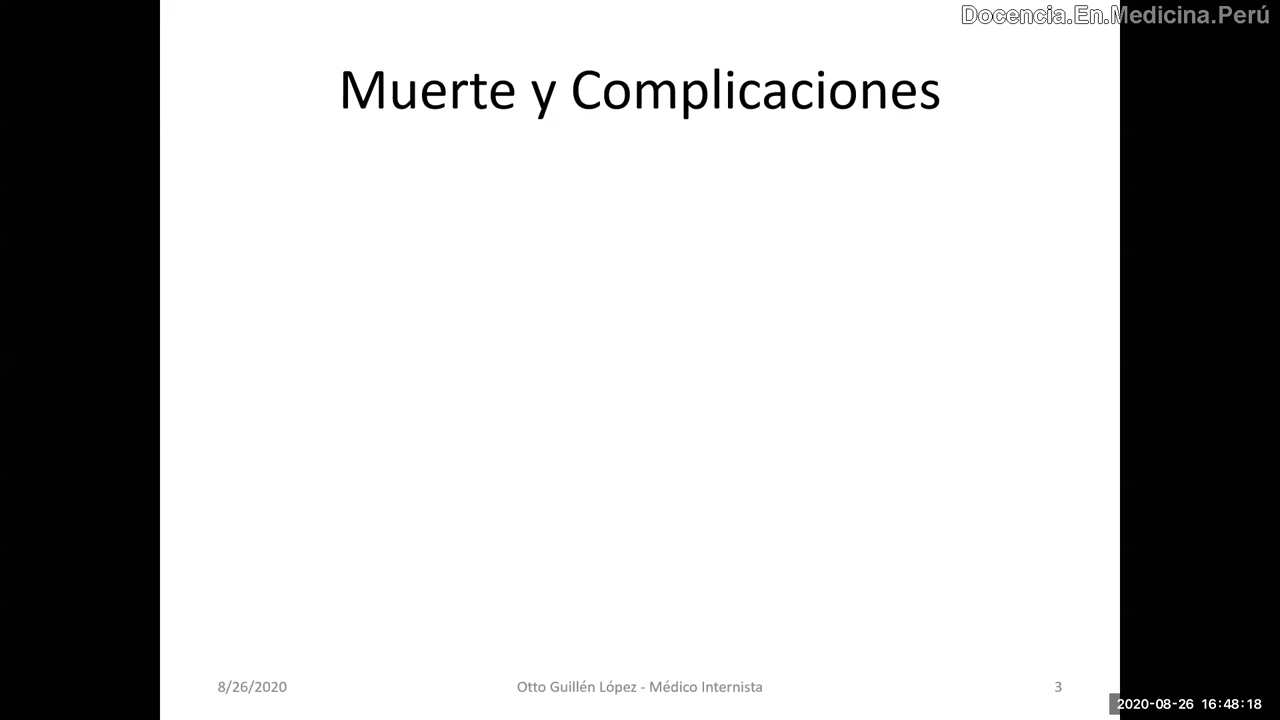 Docencia.En.Medicina.Perú
Muerte y Complicaciones
8/26/2020
Otto Guillén López - Médico Internista
3
2020-08-26 16:48:18